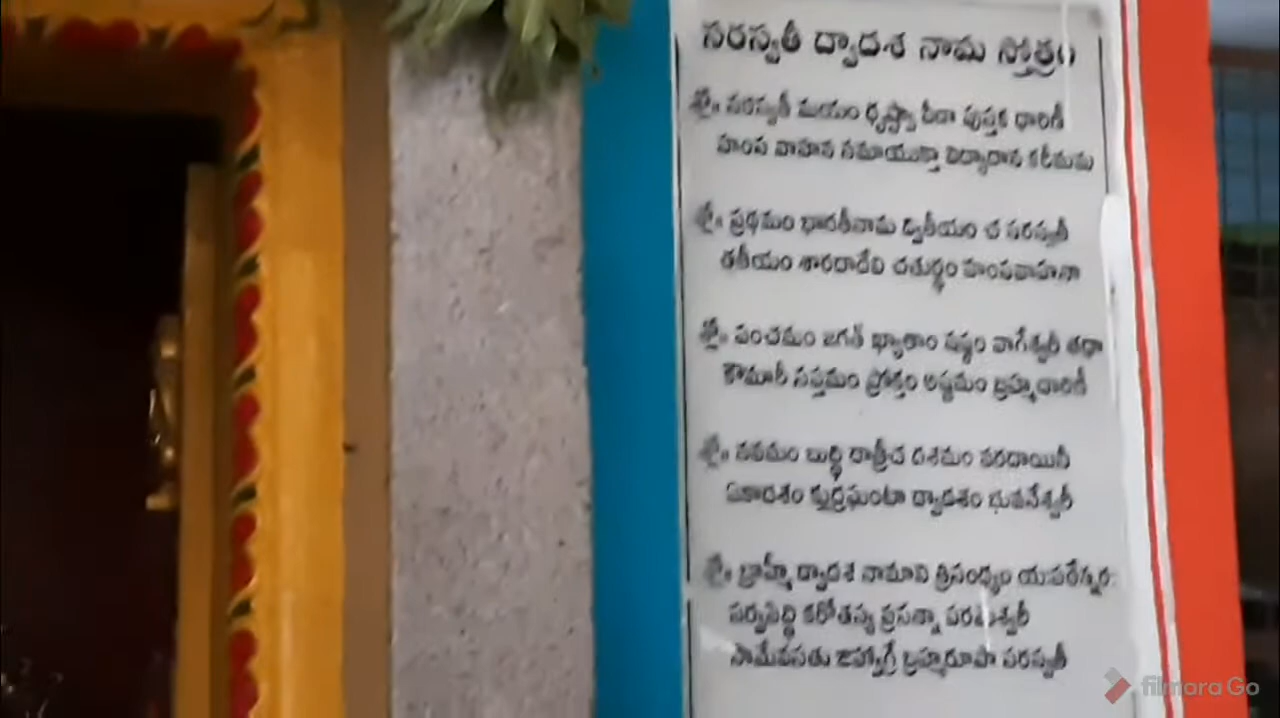 సరస్వతీ ద్వాదశ నామ స్తోత్రం
శ్లో॥ సరస్వతీ మయం ధృష్ట్వా వీణా పుస్తక ధారిణీ
హంస వాహన సమాయుక్తా విద్యాదాన కరీమమ
శ్లో॥ ప్రథమం భారతీనామ ద్వితీయం చ సరస్వతీ
తతీయం శారదాదేవి చతుర్థం హంసవాహనా
శ్లో॥ పంచమం జగతీ ఖ్యాతాం షష్ఠం వాగేశ్వరీ తథా
కౌమారీ సప్తమం ప్రోక్తం అష్టమం బ్రహ్మచారిణీ
శ్లో॥ నవమం బుద్ధి దాత్రీచ దశమం వరదాయినీ
ఏకాదశం క్షుద్రఘంటా ద్వాదశం భువనేశ్వరీ
శ్లో॥ బ్రాహ్మీ ద్వాదశ నామాని త్రిసంధ్యం యఃపఠేన్నరః
సర్వసిద్ధి కరోతస్య ప్రసన్నా పరమేశ్వరీ
సామేవసతు జిహ్వాగ్రే బ్రహ్మరూపా సరస్వతీ
filmora Go